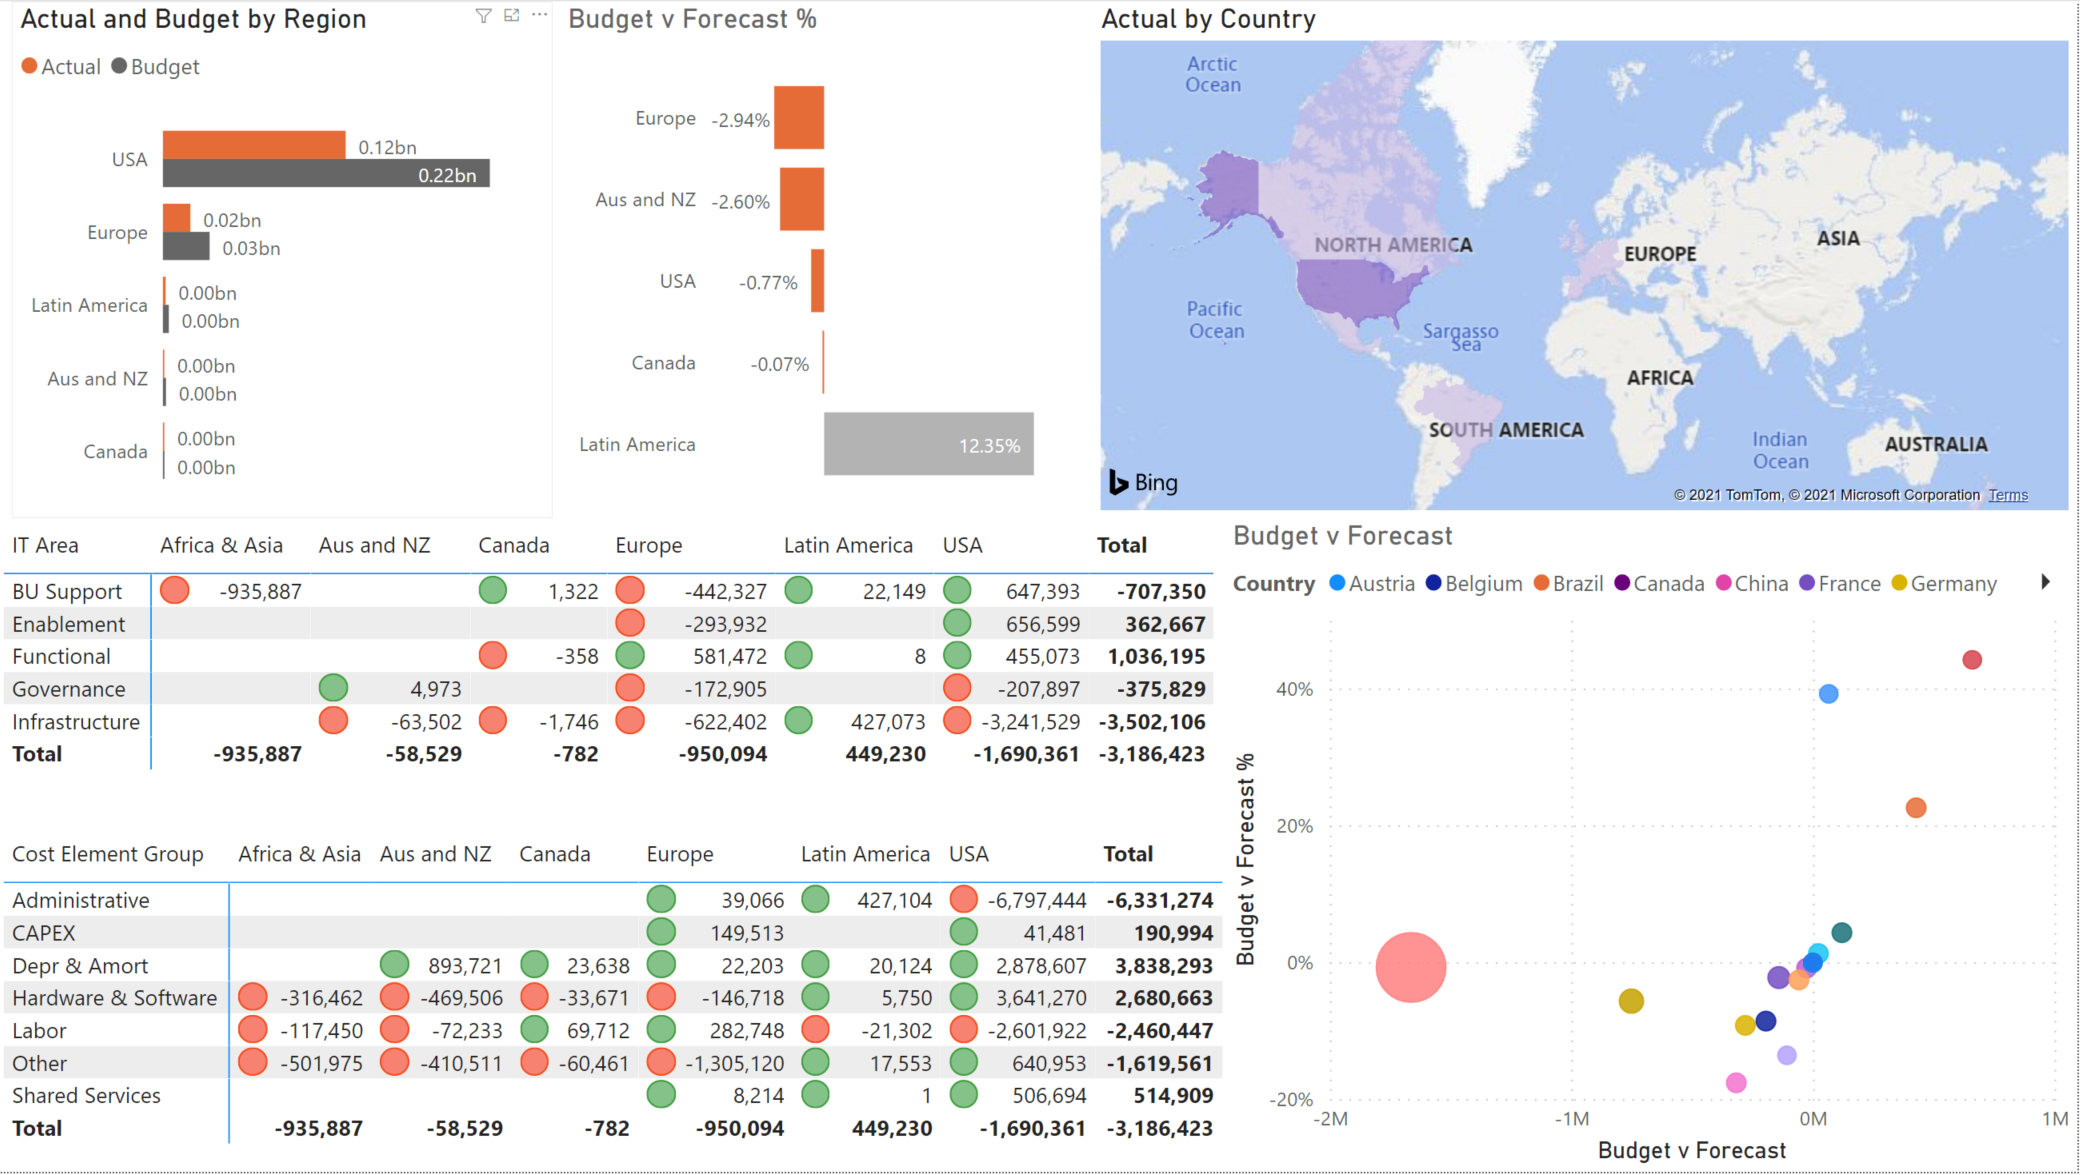 Actual and Budget by Region
Actual Budget
USA 0.12bn
0.22bn
Europe 0.02bn
0.03bn
Latin America 0.00bn
0.00bn
Aus and NZ 0.00bn
0.00bn
Canada 0.00bn
0.00bn
Budget v Forecast %
Europe -2.94%
Aus and NZ -2.60%
USA -0.77%
Canada -0.07%
Latin America 12.35%
Actual by Country
Arctic
Ocean
NORTH AMERICA
EUROPE
ASIA
Pacific
Ocean
Sargasso
Sea
AFRICA
SOUTH AMERICA
Indian
Ocean
AUSTRALIA
Bing
© 2021 TomTom, © 2021 Microsoft Corporation Terms
IT Area Africa & Asia Aus and NZ Canada Europe Latin America USA Total
BU Support -935,887 1,322 -442,327 22,149 647,393 -707,350
Enablement -293,932 656,599 362,667
Functional -358 581,472 8 455,073 1,036,195
Governance 4,973 -172,905 -207,897 -375,829
Infrastructure -63,502 -1,746 -622,402 427,073 -3,241,529 -3,502,106
Total -935,887 -58,529 -782 -950,094 449,230 -1,690,361 -3,186,423
Cost Element Group Africa & Asia Aus and NZ Canada Europe Latin America USA Total
Administrative 39,066 427,104 -6,797,444 -6,331,274
CAPEX 149,513 41,481 190,994
Depr & Amort 893,721 23,638 22,203 20,124 2,878,607 3,838,293
Hardware & Software -316,462 -469,506 -33,671 -146,718 5,750 3,641,270 2,680,663
Labor -117,450 -72,233 69,712 282,748 -21,302 -2,601,922 -2,460,447
Other -501,975 -410,511 -60,461 -1,305,120 17,553 640,953 -1,619,561
Shared Services 8,214 1 506,694 514,909
Total -935,887 -58,529 -782 -950,094 449,230 -1,690,361 -3,186,423
Budget v Forecast
Country Austria Belgium Brazil Canada China France Germany
Budget v Forecast %
40%
20%
0%
-20%
-2M -1M 0M 1M
Budget v Forecast